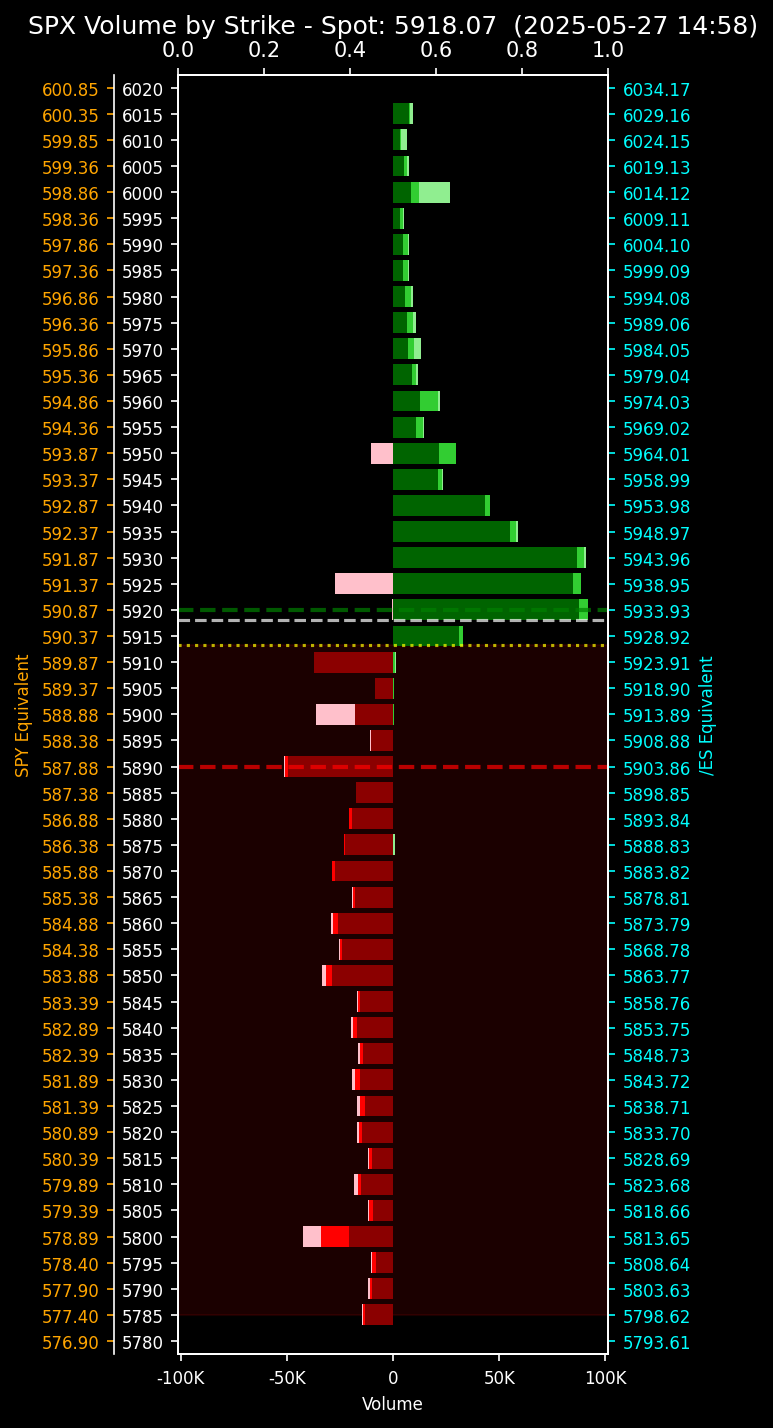 SPX Volume by Strike - Spot: 5918.07 (2025-05-27 14:58)
0.0 0.2 0.4 0.6 0.8 1.0
600.85 6020 6034.17
600.35 6015 6029.16
599.85 6010 6024.15
599.36 6005 6019.13
598.86 6000 6014.12
598.36 5995 6009.11
597.86 5990 6004.10
597.36 5985 5999.09
596.86 5980 5994.08
596.36 5975 5989.06
595.86 5970 5984.05
595.36 5965 5979.04
594.86 5960 5974.03
594.36 5955 5969.02
593.87 5950 5964.01
593.37 5945 5958.99
592.87 5940 5953.98
592.37 5935 5948.97
591.87 5930 5943.96
591.37 5925 5938.95
590.87 5920 5933.93
590.37 5915 5928.92
589.87 5910 5923.91
589.37 5905 5918.90
588.88 5900 5913.89
588.38 5895 5908.88
587.88 5890 5903.86
587.38 5885 5898.85
586.88 5880 5893.84
586.38 5875 5888.83
585.88 5870 5883.82
585.38 5865 5878.81
584.88 5860 5873.79
584.38 5855 5868.78
583.88 5850 5863.77
583.39 5845 5858.76
582.89 5840 5853.75
582.39 5835 5848.73
581.89 5830 5843.72
581.39 5825 5838.71
580.89 5820 5833.70
580.39 5815 5828.69
579.89 5810 5823.68
579.39 5805 5818.66
578.89 5800 5813.65
578.40 5795 5808.64
577.90 5790 5803.63
577.40 5785 5798.62
576.90 5780 5793.61
SPY Equivalent
/ES Equivalent
-100K -50K 0 50K 100K
Volume